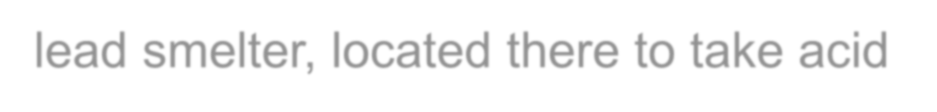 lead smelter, located there to take acid